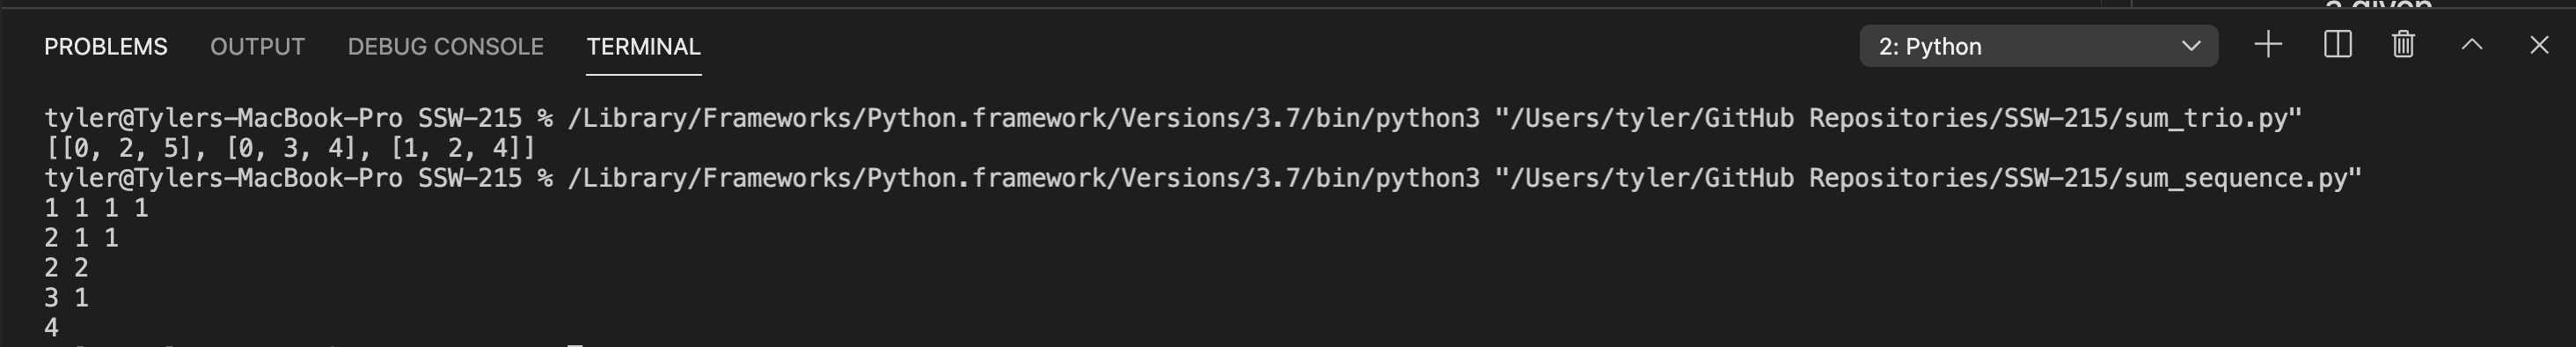 a given
PROBLEMS OUTPUT DEBUG CONSOLE TERMINAL 2: Python
tyler@Tylers-MacBook-Pro SSW-215 % /Library/Frameworks/Python.framework/Versions/3.7/bin/python3 "/Users/tyler/GitHub Repositories/SSW-215/sum_trio.py"
[[0, 2, 5], [0, 3, 4], [1, 2, 4]]
tyler@Tylers-MacBook-Pro SSW-215 % /Library/Frameworks/Python.framework/Versions/3.7/bin/python3 "/Users/tyler/GitHub Repositories/SSW-215/sum_sequence.py"
1 1 1 1
2 1 1
2 2
3 1
4